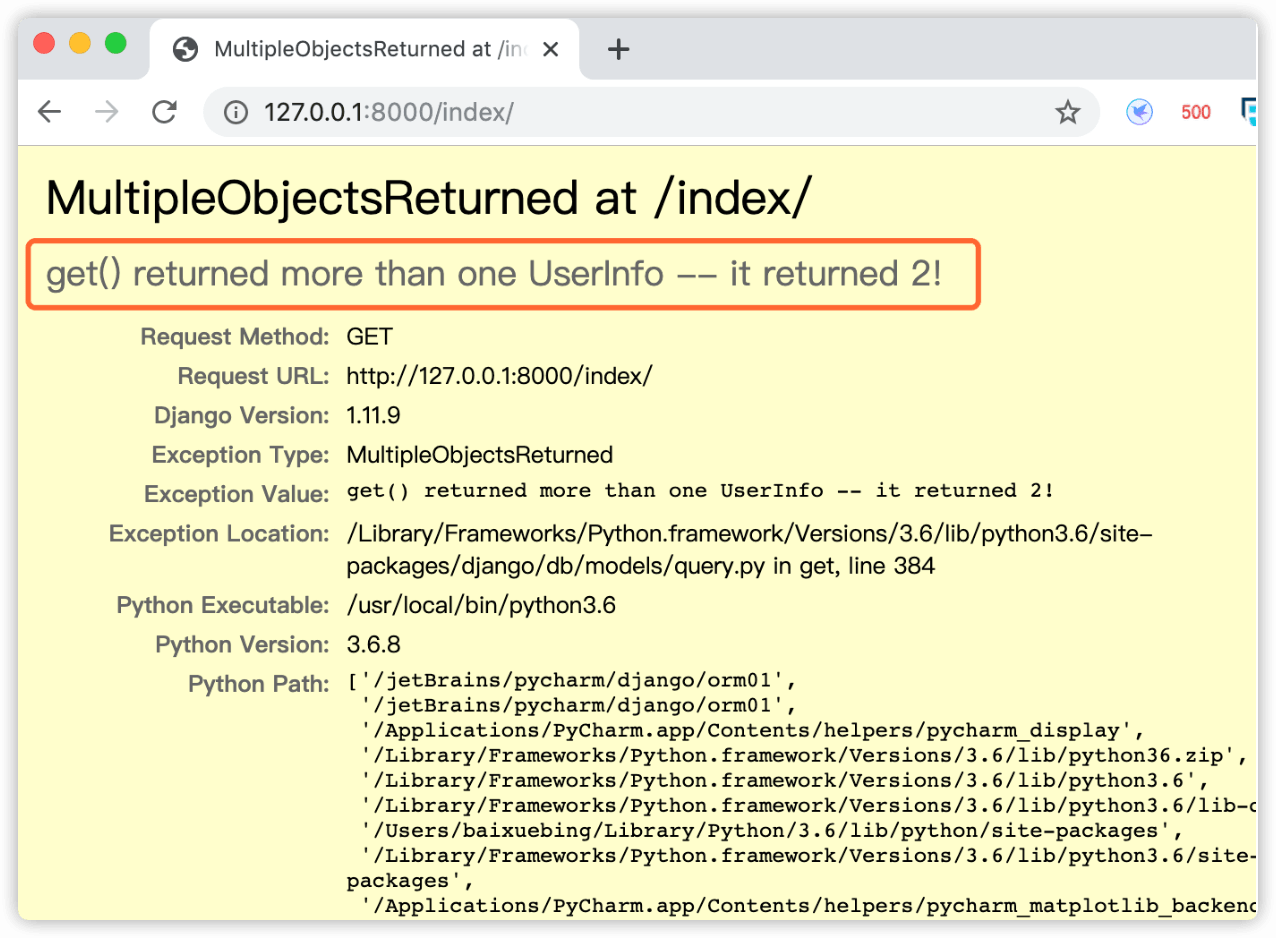 MultipleObjectsReturned at /in
127.0.0.1:8000/index/
500
MultipleObjectsReturned at /index/
get() returned more than one UserInfo -- it returned 2!
Request Method: GET
Request URL: http://127.0.0.1:8000/index/
Django Version: 1.11.9
Exception Type: MultipleObjectsReturned
Exception Value: get() returned more than one UserInfo -- it returned 2!
Exception Location: /Library/Frameworks/Python.framework/Versions/3.6/lib/python3.6/site-
packages/django/db/models/query.py in get, line 384
Python Executable: /usr/local/bin/python3.6
Python Version: 3.6.8
Python Path: ['/jetBrains/pycharm/django/orm01',
'/jetBrains/pycharm/django/orm01',
'/Applications/PyCharm.app/Contents/helpers/pycharm_display',
'/Library/Frameworks/Python.framework/Versions/3.6/lib/python36.zip',
'/Library/Frameworks/Python.framework/Versions/3.6/lib/python3.6',
'/Library/Frameworks/Python.framework/Versions/3.6/lib/python3.6/lib-
'/Users/baixuebing/Library/Python/3.6/lib/python/site-packages',
'/Library/Frameworks/Python.framework/Versions/3.6/lib/python3.6/site-
packages',
'/Applications/PyCharm.app/Contents/helpers/pycharm_matplotlib_backend